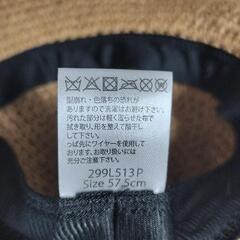 型崩れ・色落ちの恐れが
ありますので洗濯はお避け下さい。
汚れた部分は軽く湿らせた布で
拭き取り、形を整えて陰干し
して下さい。
つば先にワイヤーを使用して
おります。お取り扱いには
充分ご注意下さい。
299L513P
Size 57.5cm